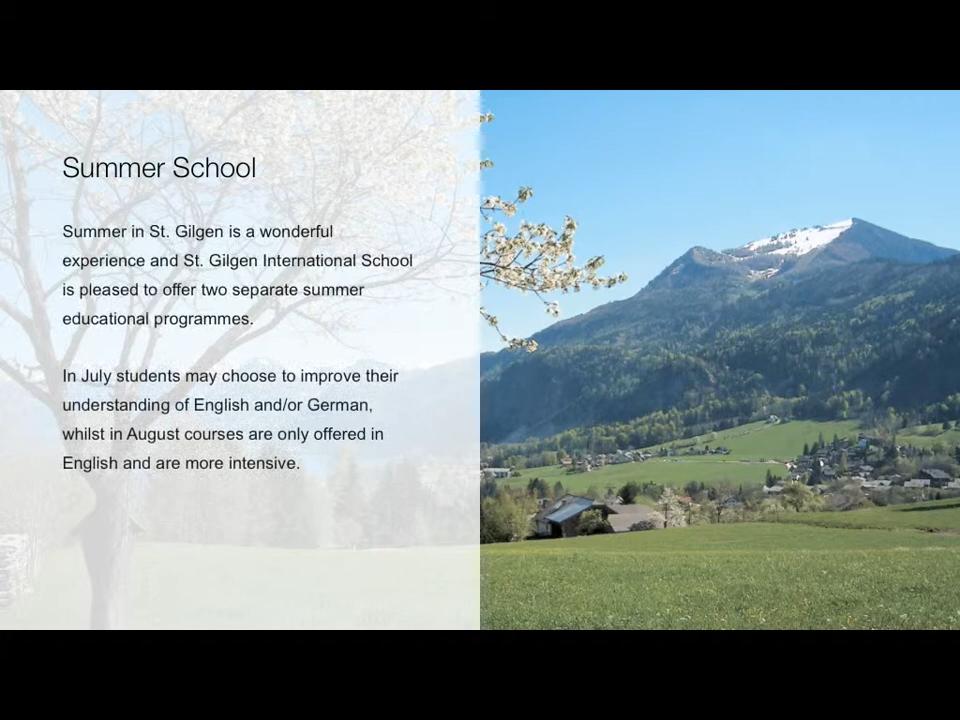 Summer School
Summer in St. Gilgen is a wonderful
experience and St. Gilgen International School
is pleased to offer two separate summer
educational programmes.
In July students may choose to improve their
understanding of English and/or German,
whilst in August courses are only offered in
English and are more intensive.